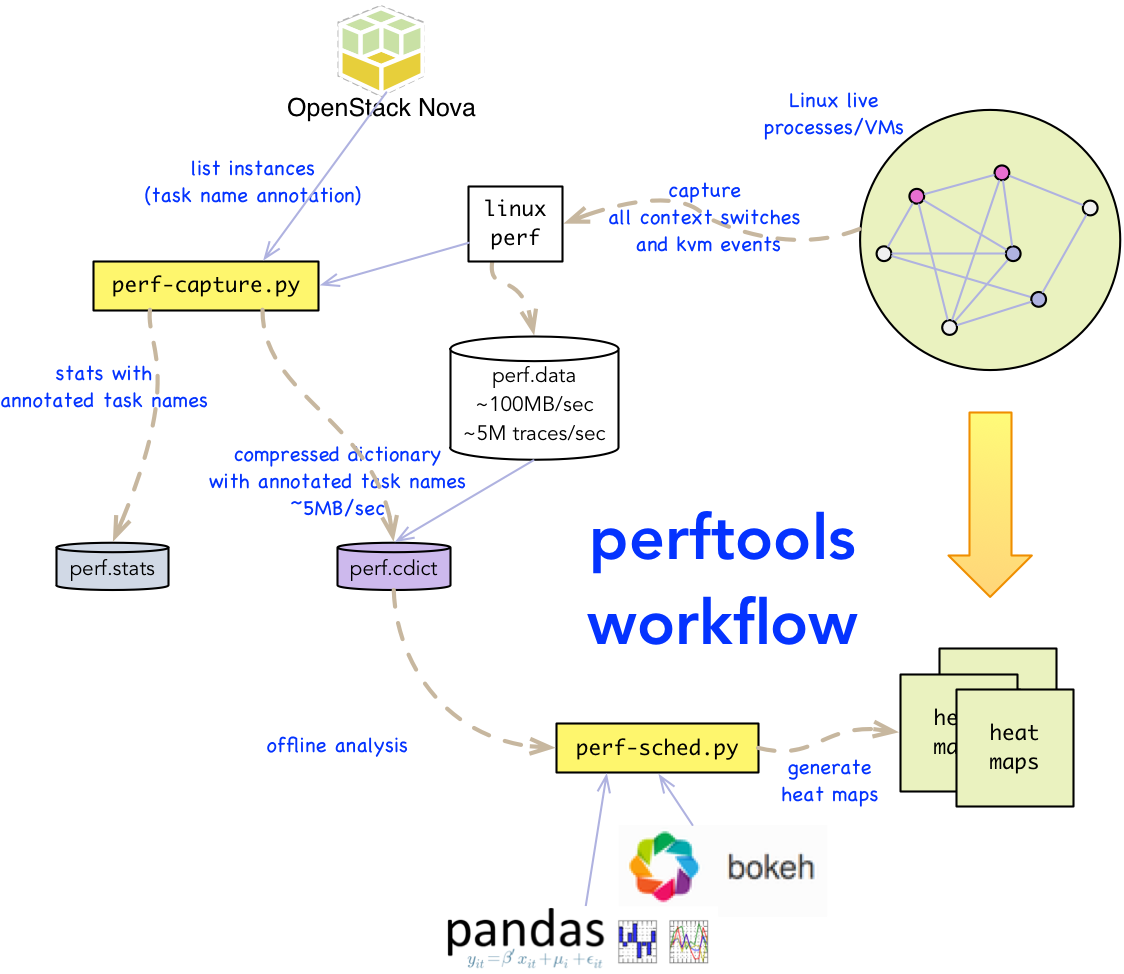 OpenStack Nova
Linux live
processes/VMs
list instances
(task name annotation)
capture
all context switches
and kvm events
linux
perf
perf-capture.py
stats with
annotated task names
perf.data
~100MB/sec
~5M traces/sec
compressed dictionary
with annotated task names
~5MB/sec
perf.stats
perf.cdict
perftools
workflow
offline analysis
perf-sched.py
generate
heat maps
he
ma
heat
maps
bokeh
pandas
y_{it} = β' x_{it} + μ_i + ε_{it}